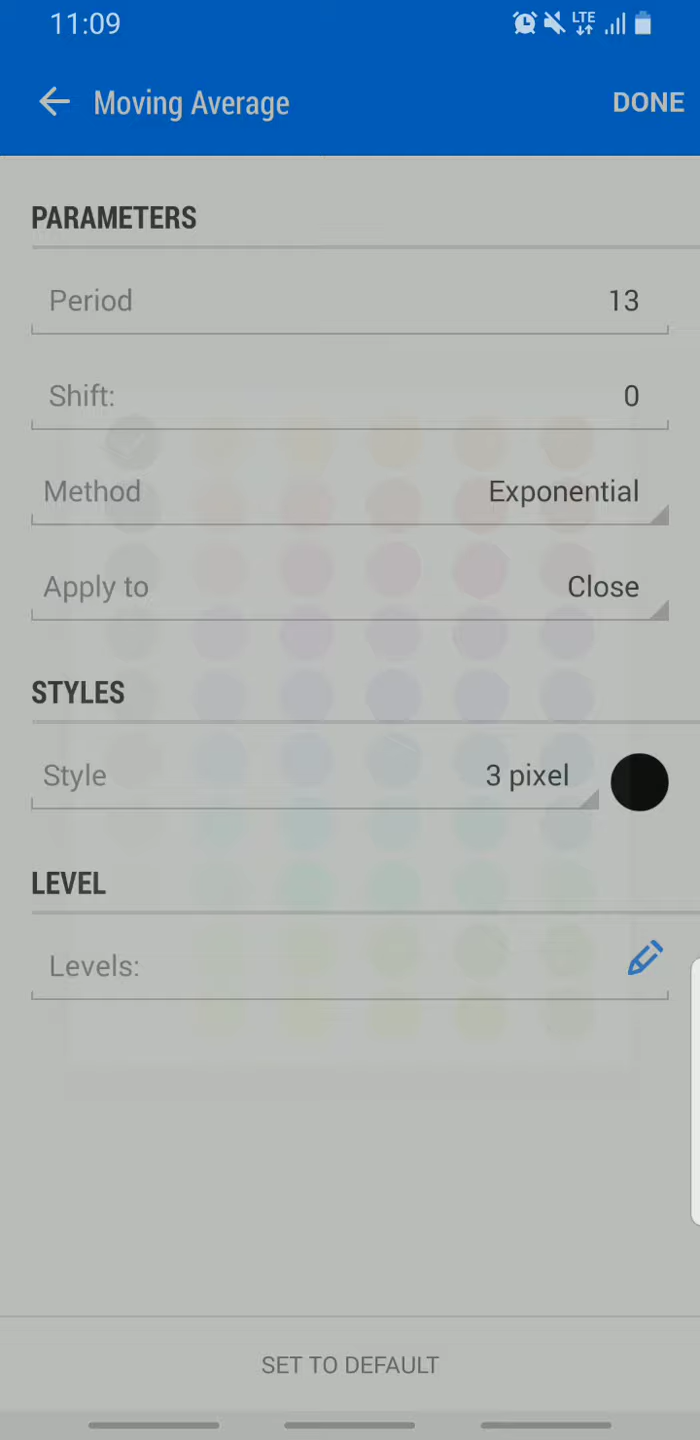 11:09 LTE
Moving Average DONE
PARAMETERS
Period 13
Shift: 0
Method Exponential
Apply to Close
STYLES
Style 3 pixel
LEVEL
Levels:
SET TO DEFAULT